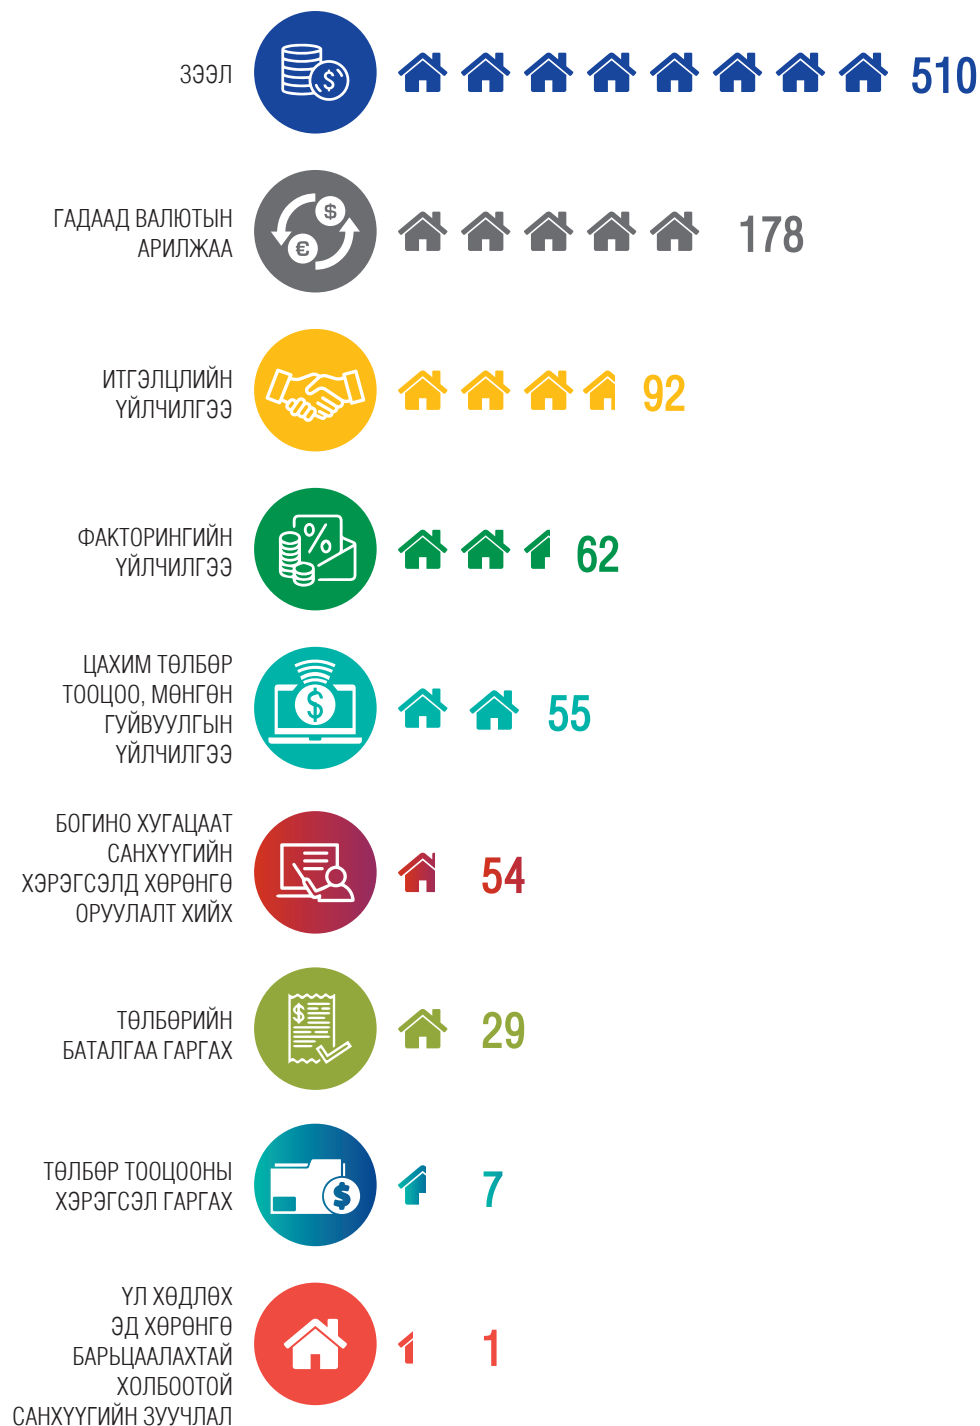 ЗЭЭЛ
510
ГАДААД ВАЛЮТЫН
АРИЛЖАА
178
ИТГЭЛЦЛИЙН
ҮЙЛЧИЛГЭЭ
92
ФАКТОРИНГИЙН
ҮЙЛЧИЛГЭЭ
62
ЦАХИМ ТӨЛБӨР
ТООЦОО, МӨНГӨН
ГУЙВУУЛГЫН
ҮЙЛЧИЛГЭЭ
55
БОГИНО ХУГАЦААТ
САНХҮҮГИЙН
ХЭРЭГСЭЛД ХӨРӨНГӨ
ОРУУЛАЛТ ХИЙХ
54
ТӨЛБӨРИЙН
БАТАЛГАА ГАРГАХ
29
ТӨЛБӨР ТООЦООНЫ
ХЭРЭГСЭЛ ГАРГАХ
7
ҮЛ ХӨДЛӨХ
ЭД ХӨРӨНГӨ
БАРЬЦААЛАХТАЙ
ХОЛБООТОЙ
САНХҮҮГИЙН ЗУУЧЛАЛ
1